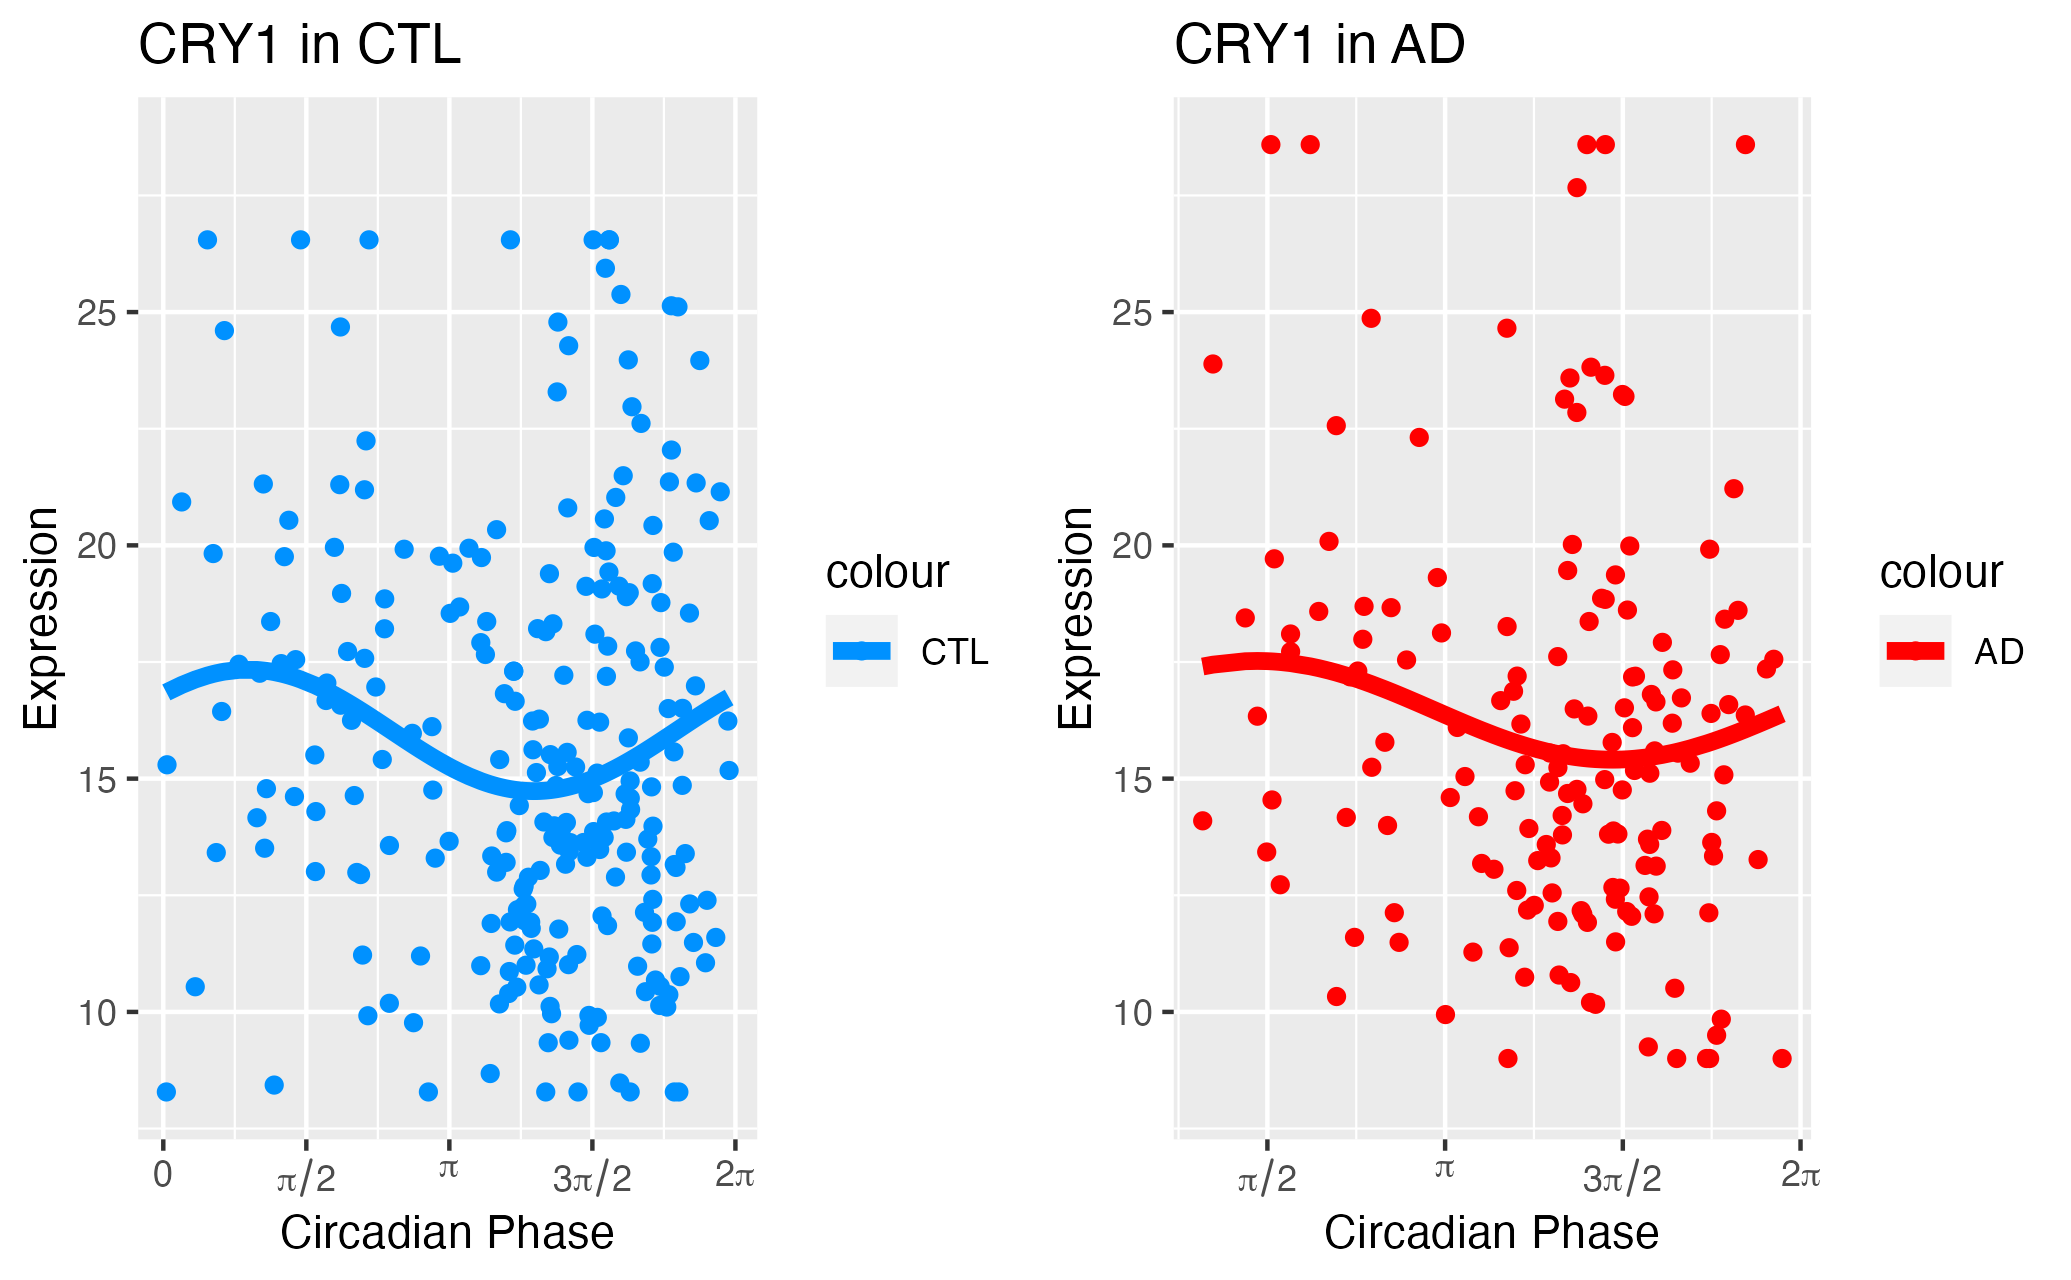 CRY1 in CTL
Expression
25
20
15
10
0
π/2
π
3π/2
2π
Circadian Phase
colour
CTL
CRY1 in AD
Expression
25
20
15
10
π/2
π
3π/2
2π
Circadian Phase
colour
AD